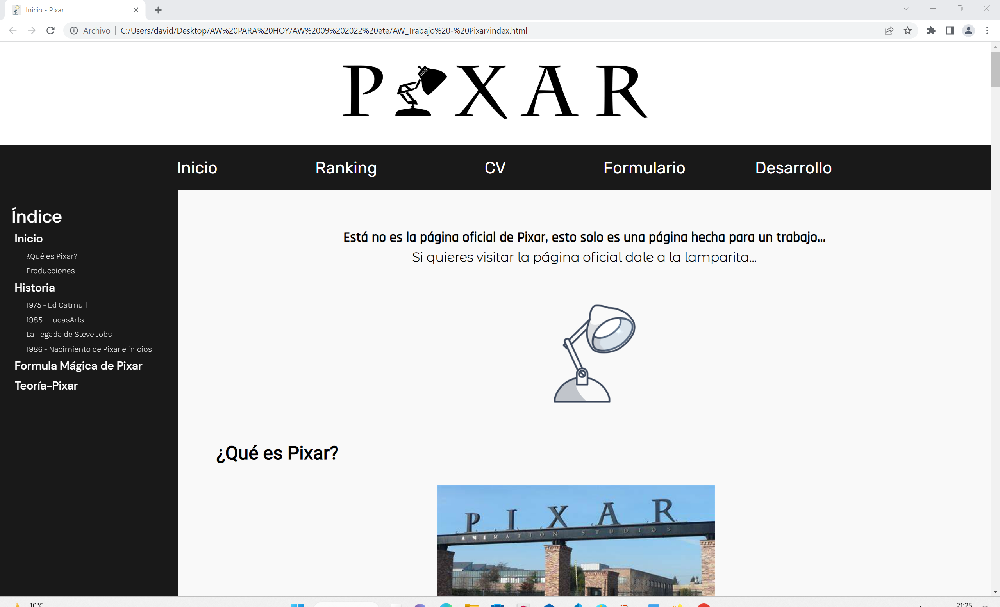 Inicio - Pixar
Archivo
C:/Users/david/Desktop/AW%20PARA%20HOY/AW%2009%202022%20ete/AW_Trabajo%20-%20Pixar/index.html
P XAR
Inicio
Ranking
CV
Formulario
Desarrollo
Índice
Inicio
¿Qué es Pixar?
Producciones
Historia
1975 - Ed Catmull
1985 - LucasArts
La llegada de Steve Jobs
1986 - Nacimiento de Pixar e inicios
Formula Mágica de Pixar
Teoría-Pixar
Está no es la página oficial de Pixar, esto solo es una página hecha para un trabajo...
Si quieres visitar la página oficial dale a la lamparita...
¿Qué es Pixar?
PIXAR
ANIMATION STUDIOS
10°C
21:25